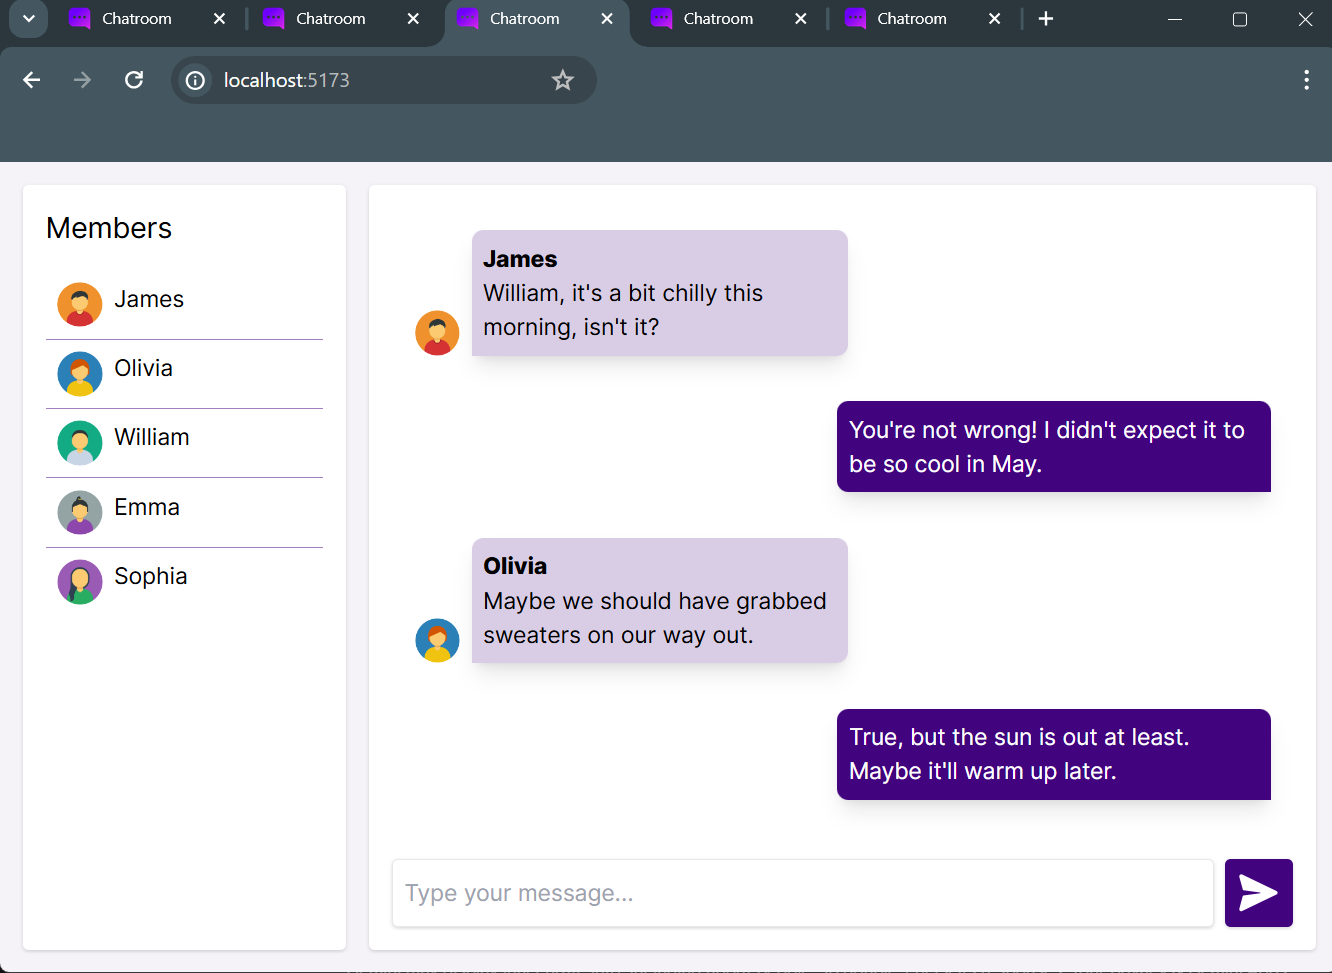 Chatroom
Chatroom
Chatroom
Chatroom
Chatroom
localhost:5173
Members
James
Olivia
William
Emma
Sophia
James
William, it's a bit chilly this
morning, isn't it?
You're not wrong! I didn't expect it to
be so cool in May.
Olivia
Maybe we should have grabbed
sweaters on our way out.
True, but the sun is out at least.
Maybe it'll warm up later.
Type your message...